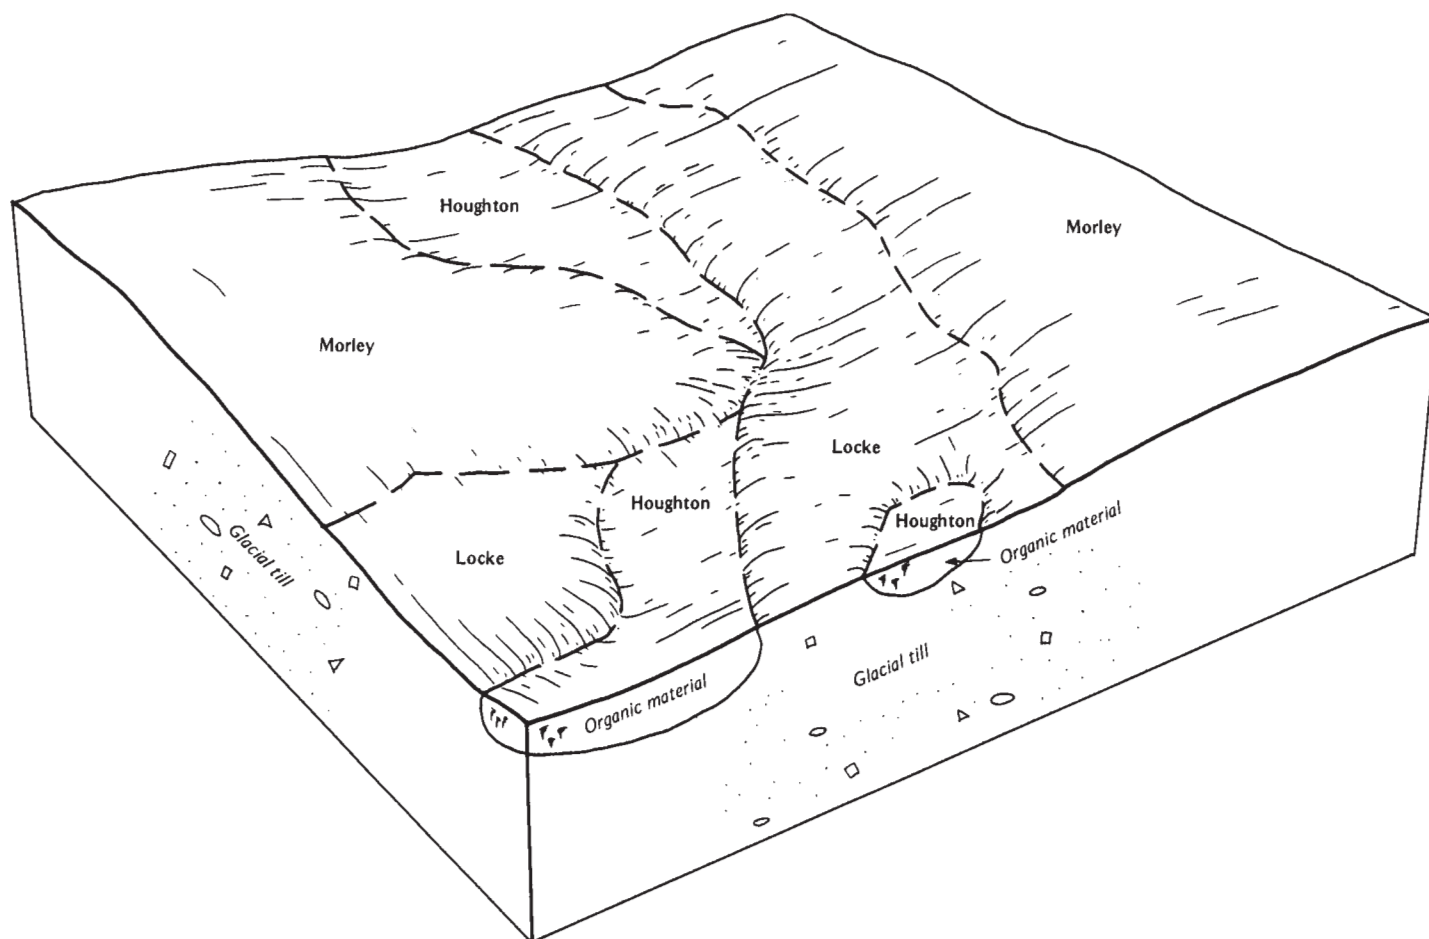 Houghton
Morley
Morley
Locke
Houghton
Houghton
Organic material
Glacial till
Locke
Glacial till
Organic material